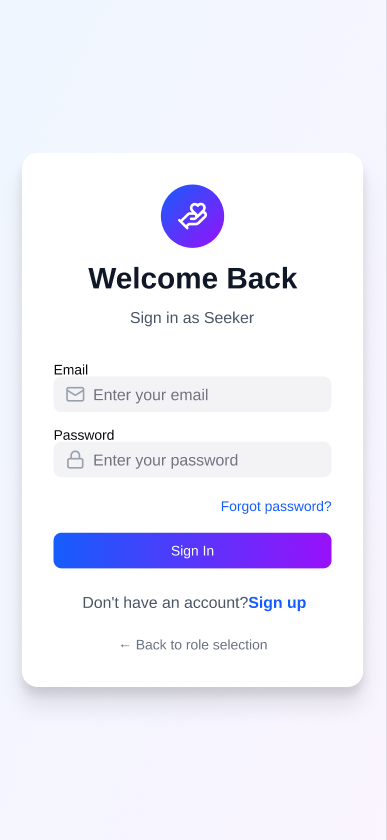 Welcome Back
Sign in as Seeker
Email
Enter your email
Password
Enter your password
Forgot password?
Sign In
Don't have an account?Sign up
← Back to role selection